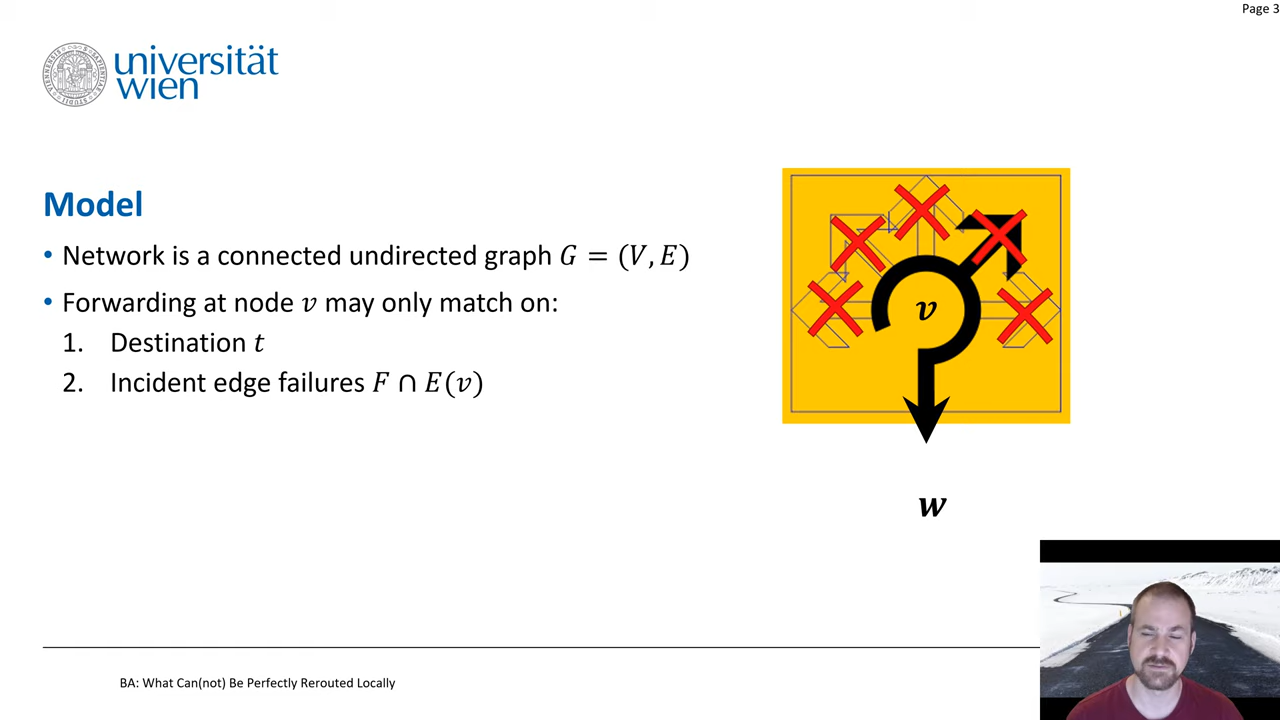 Page 3
universität
wien
Model
• Network is a connected undirected graph G = (V, E)
• Forwarding at node v may only match on:
1. Destination t
2. Incident edge failures F ∩ E(v)
v
w
BA: What Can(not) Be Perfectly Rerouted Locally